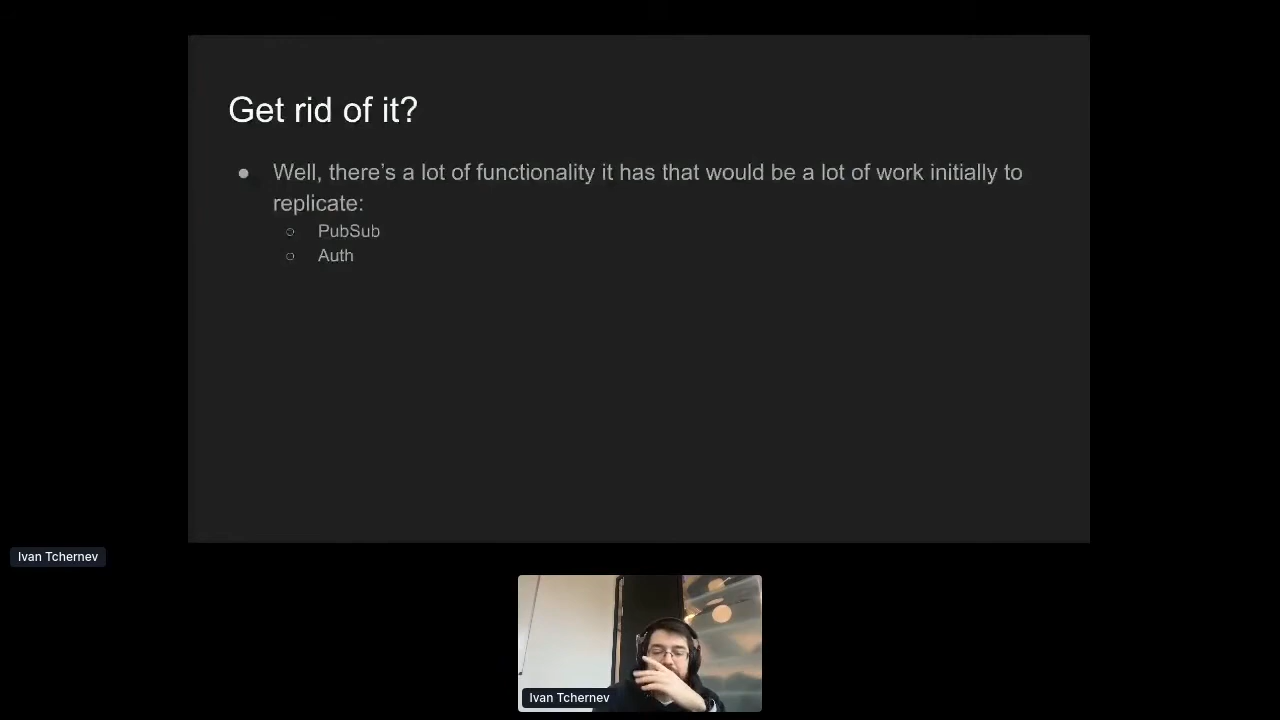 Get rid of it?
● Well, there's a lot of functionality it has that would be a lot of work initially to
replicate:
○ PubSub
○ Auth
Ivan Tchernev
Ivan Tchernev